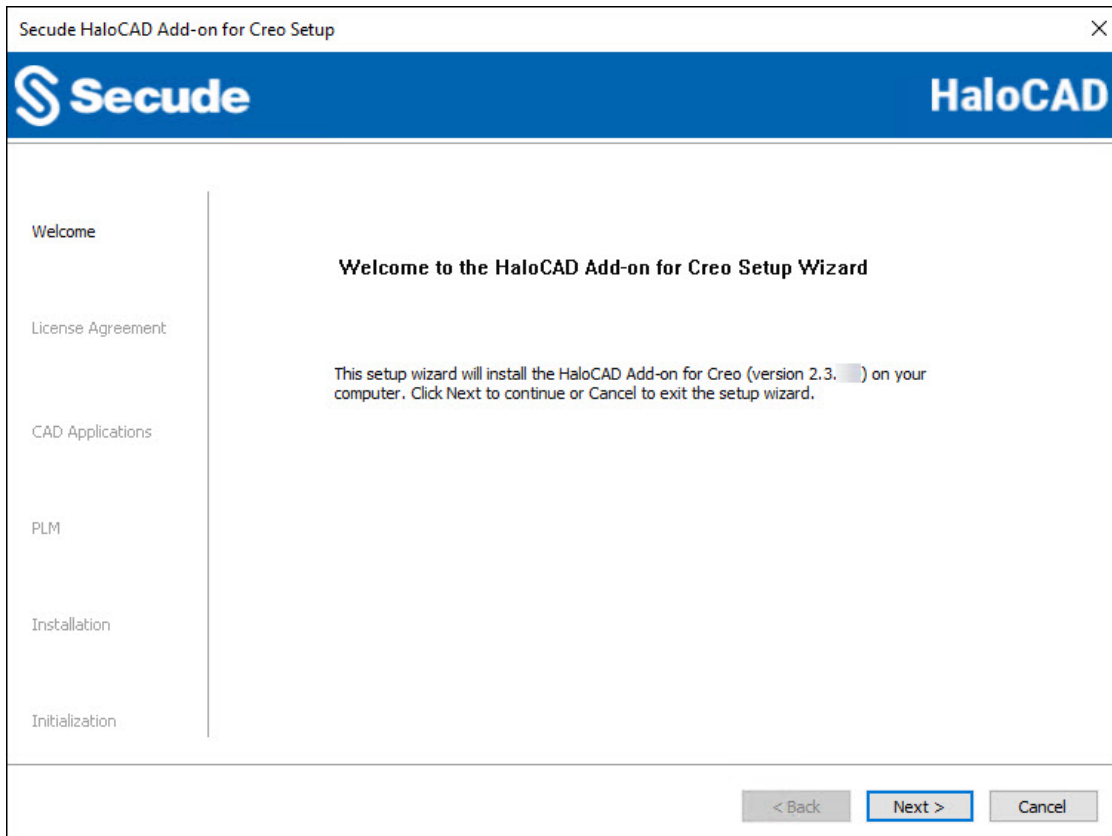 Secude HaloCAD Add-on for Creo Setup
Secude
HaloCAD
Welcome
License Agreement
CAD Applications
PLM
Installation
Initialization
Welcome to the HaloCAD Add-on for Creo Setup Wizard
This setup wizard will install the HaloCAD Add-on for Creo (version 2.3. ) on your
computer. Click Next to continue or Cancel to exit the setup wizard.
< Back
Next >
Cancel